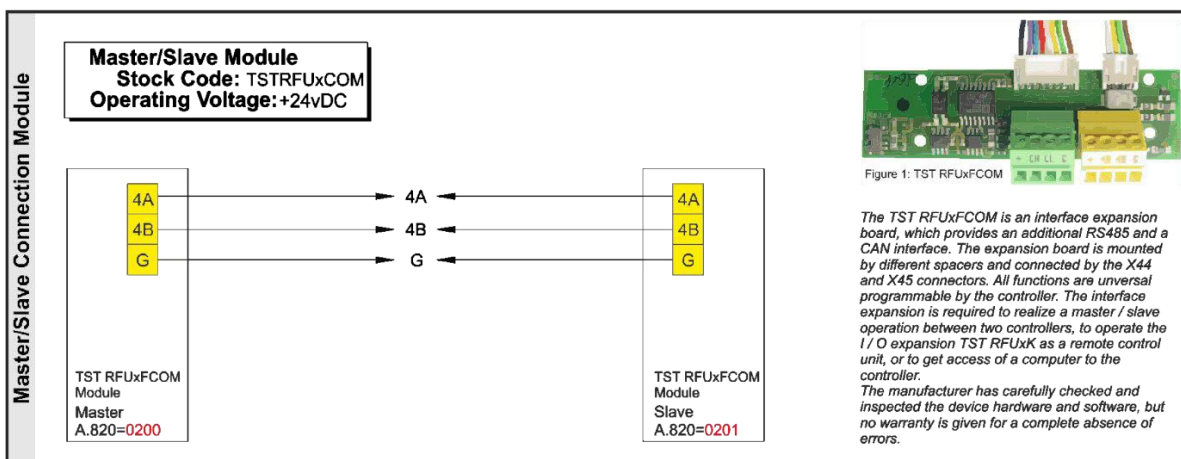 Master/Slave Connection Module
Master/Slave Module
Stock Code: TSTRFUxCOM
Operating Voltage:+24vDC
4A
4B
G
4A
4B
G
4A
4B
G
TST RFUxFCOM
Module
Master
A.820=0200
TST RFUxFCOM
Module
Slave
A.820=0201
+ CH CL G
Figure 1: TST RFUxFCOM
The TST RFUxFCOM is an interface expansion
board, which provides an additional RS485 and a
CAN interface. The expansion board is mounted
by different spacers and connected by the X44
and X45 connectors. All functions are unversal
programmable by the controller. The interface
expansion is required to realize a master / slave
operation between two controllers, to operate the
I / O expansion TST RFUxK as a remote control
unit, or to get access of a computer to the
controller.
The manufacturer has carefully checked and
inspected the device hardware and software, but
no warranty is given for a complete absence of
errors.